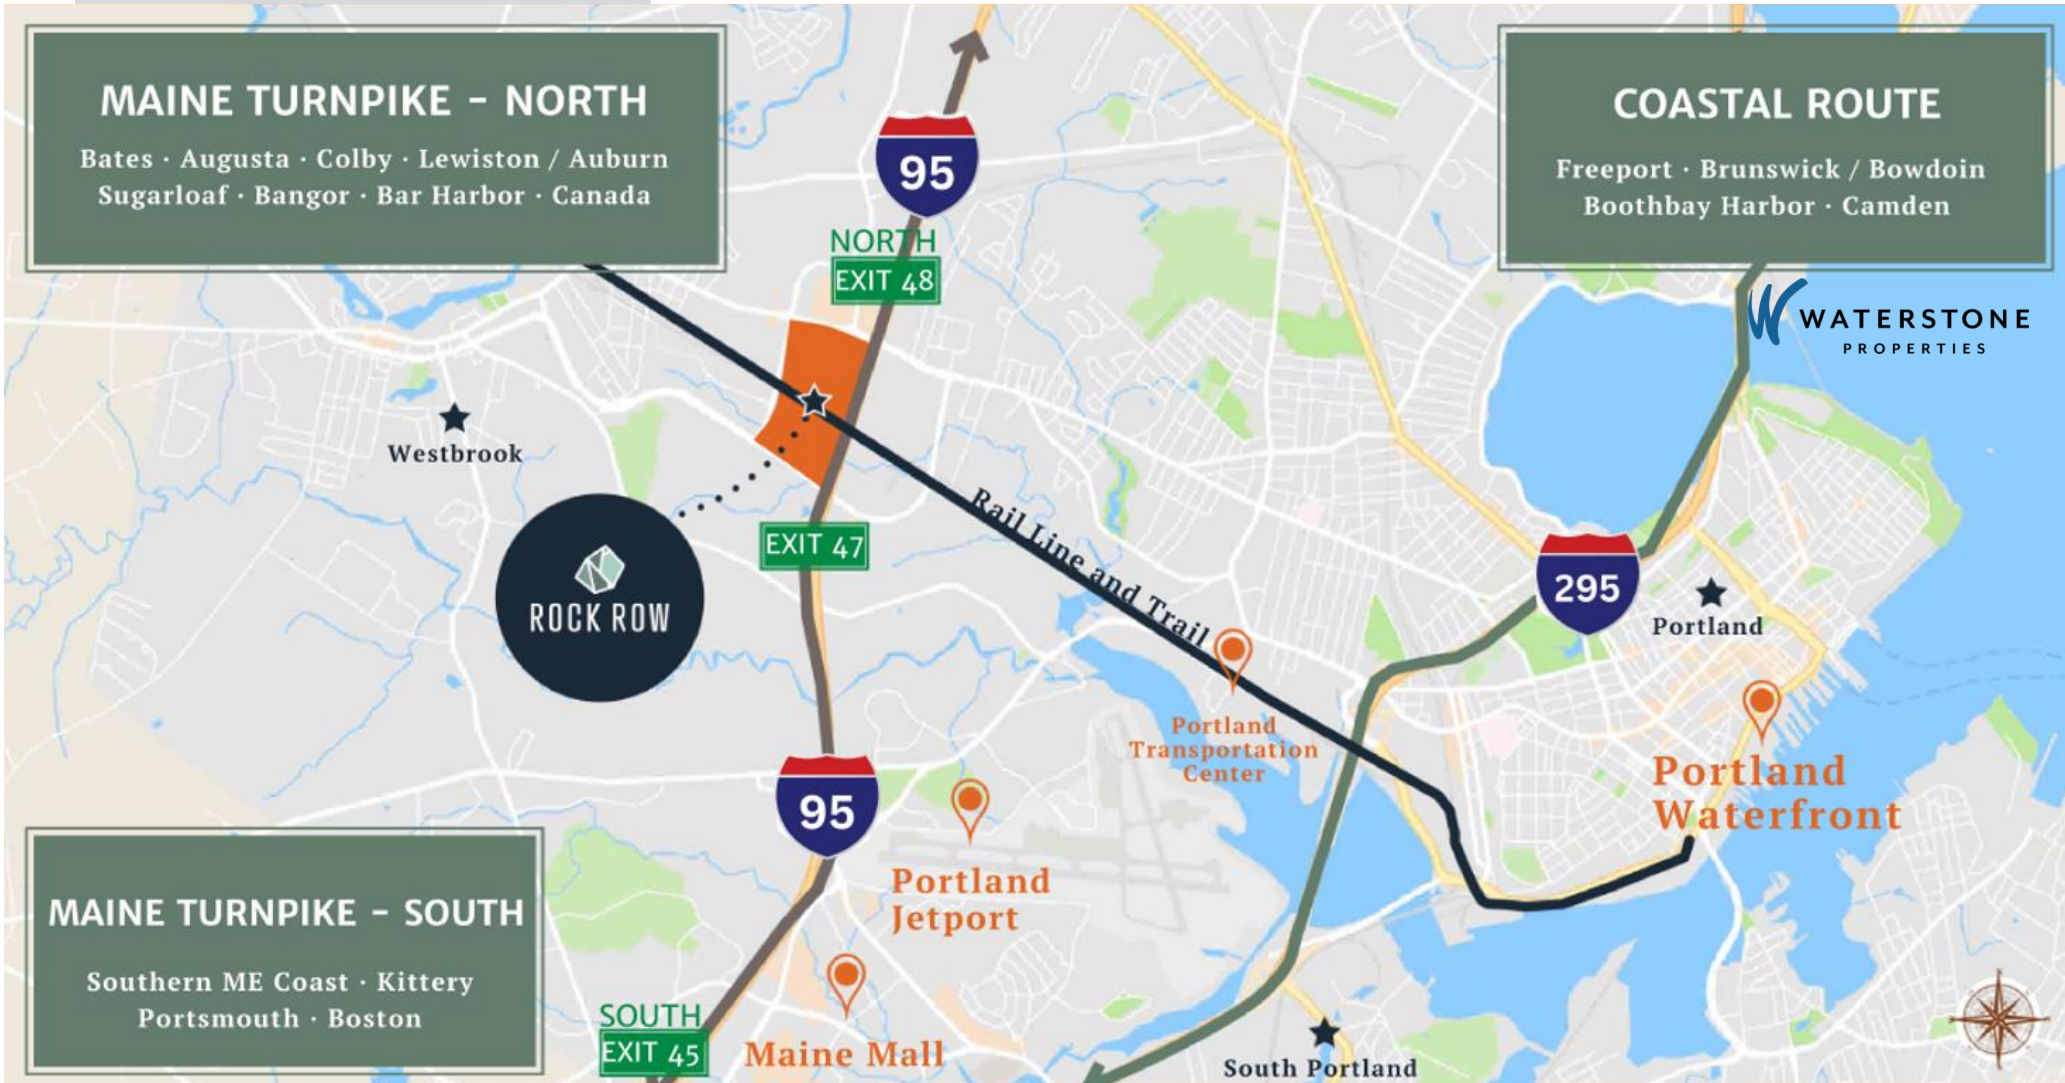 MAINE TURNPIKE – NORTH
Bates · Augusta · Colby · Lewiston / Auburn
Sugarloaf · Bangor · Bar Harbor · Canada
COASTAL ROUTE
Freeport · Brunswick / Bowdoin
Boothbay Harbor · Camden
95
NORTH
EXIT 48
WATERSTONE
PROPERTIES
Westbrook
Rail Line and Trail
EXIT 47
ROCK ROW
295
Portland
Portland
Transportation
Center
Portland
Waterfront
95
Portland
Jetport
MAINE TURNPIKE – SOUTH
Southern ME Coast · Kittery
Portsmouth · Boston
SOUTH
EXIT 45
Maine Mall
South Portland